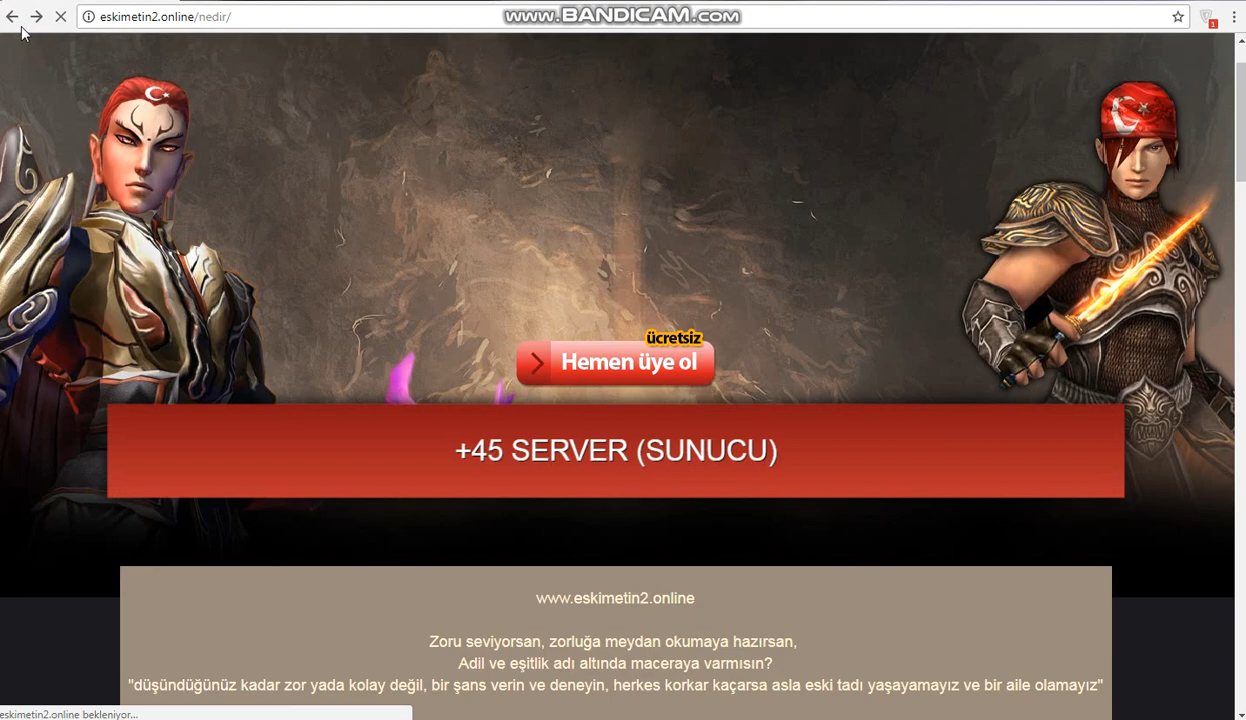 eskimetin2.online/nedir/
www.BANDICAM.com
1
ücretsiz
Hemen üye ol
+45 SERVER (SUNUCU)
www.eskimetin2.online
Zoru seviyorsan, zorluğa meydan okumaya hazırsan,
Adil ve eşitlik adı altında maceraya varmısın?
"düşündüğünüz kadar zor yada kolay değil, bir şans verin ve deneyin, herkes korkar kaçarsa asla eski tadı yaşayamayız ve bir aile olamayız"
eskimetin2.online bekleniyor...